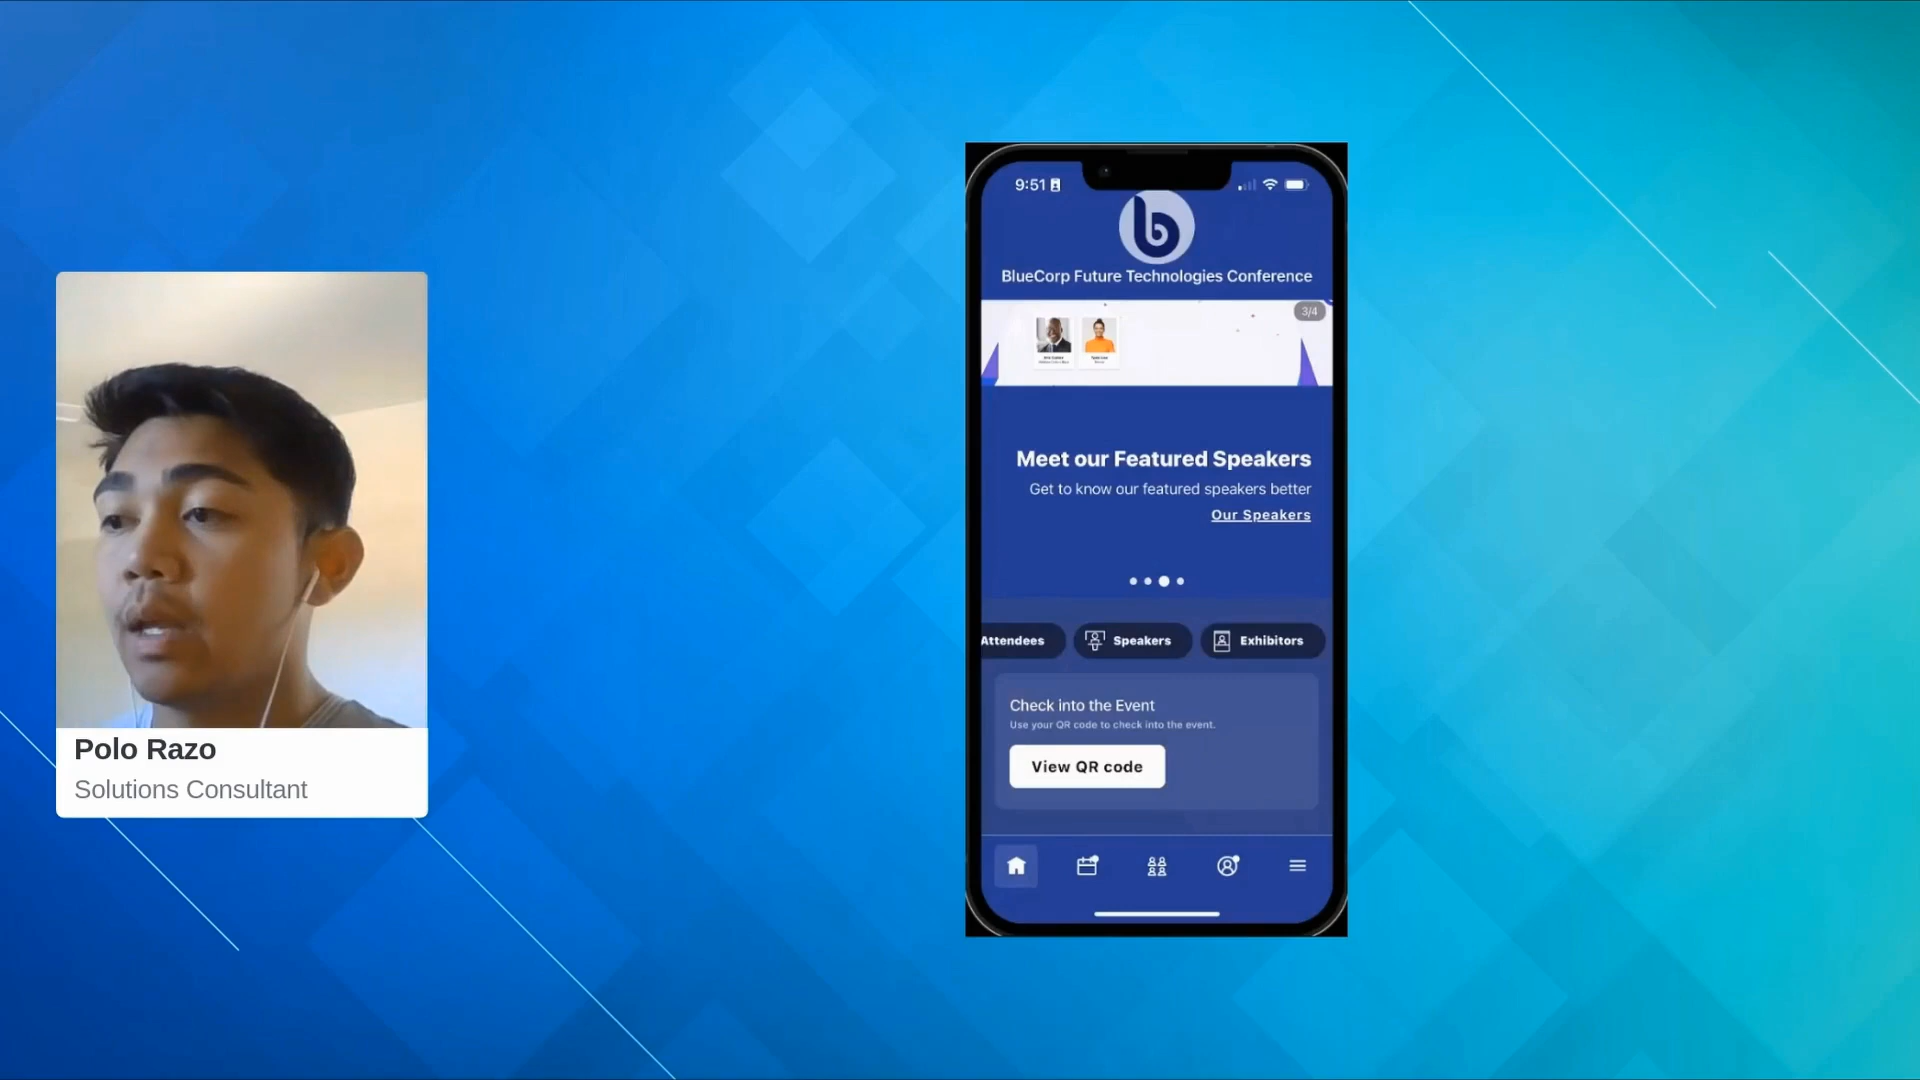 Polo Razo
Solutions Consultant
9:51
b
BlueCorp Future Technologies Conference
3/4
Meet our Featured Speakers
Get to know our featured speakers better
Our Speakers
Attendees
Speakers
Exhibitors
Check into the Event
Use your QR code to check into the event.
View QR code